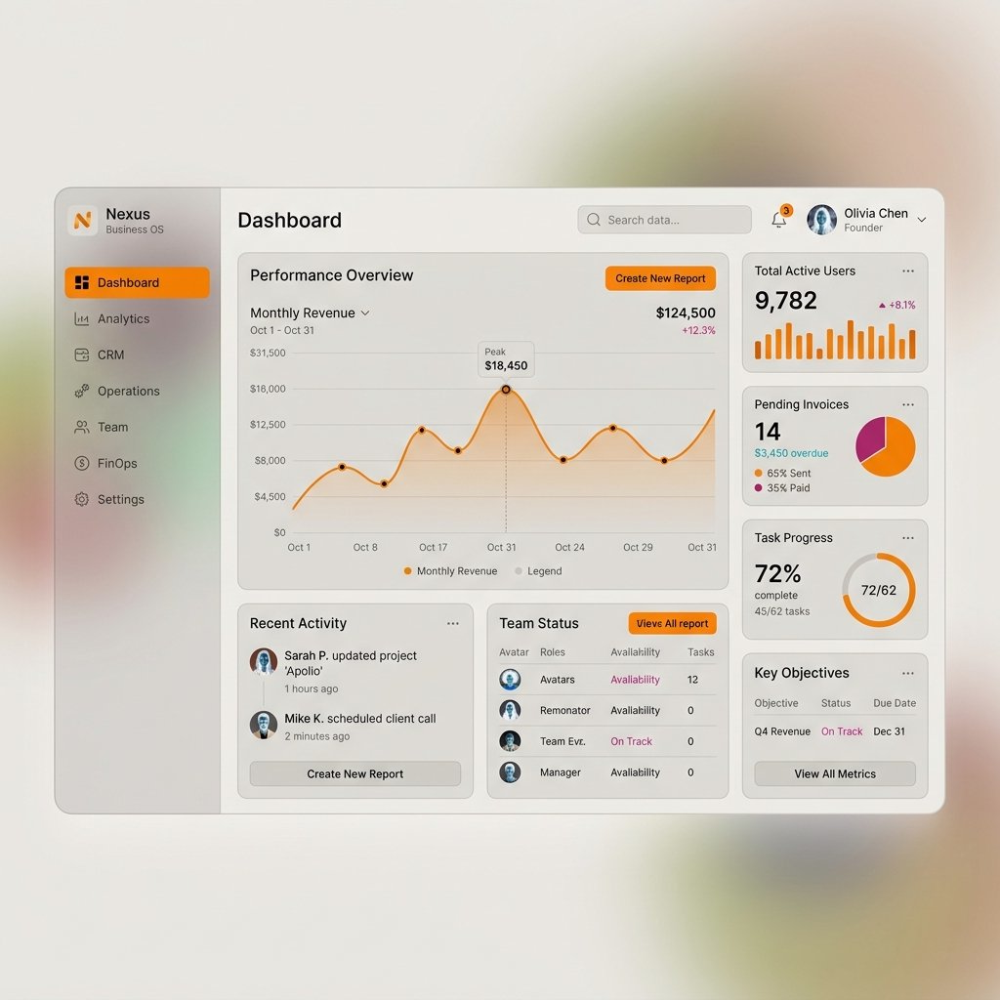 Nexus
Business OS
Dashboard
Analytics
CRM
Operations
Team
FinOps
Settings
Dashboard
Search data...
3
Olivia Chen
Founder
Performance Overview
Create New Report
Monthly Revenue
$124,500
Oct 1 - Oct 31
+12.3%
$31,500
$18,000
$12,500
$8,000
$4,500
$0
Peak
$18,450
Oct 1 Oct 8 Oct 17 Oct 31 Oct 24 Oct 29 Oct 31
Monthly Revenue Legend
Total Active Users
9,782
+8.1%
Pending Invoices
14
$3,450 overdue
65% Sent
35% Paid
Task Progress
72%
complete
45/62 tasks
72/62
Recent Activity
Sarah P. updated project
'Apolio'
1 hours ago
Mike K. scheduled client call
2 minutes ago
Create New Report
Team Status
All report
Avatar Roles Availability Tasks
Avatars Availability 12
Remonator Availability 0
Team On Track 0
Manager Availability 0
Key Objectives
Objective Status Due Date
Q4 Revenue On Track Dec 31
View All Metrics